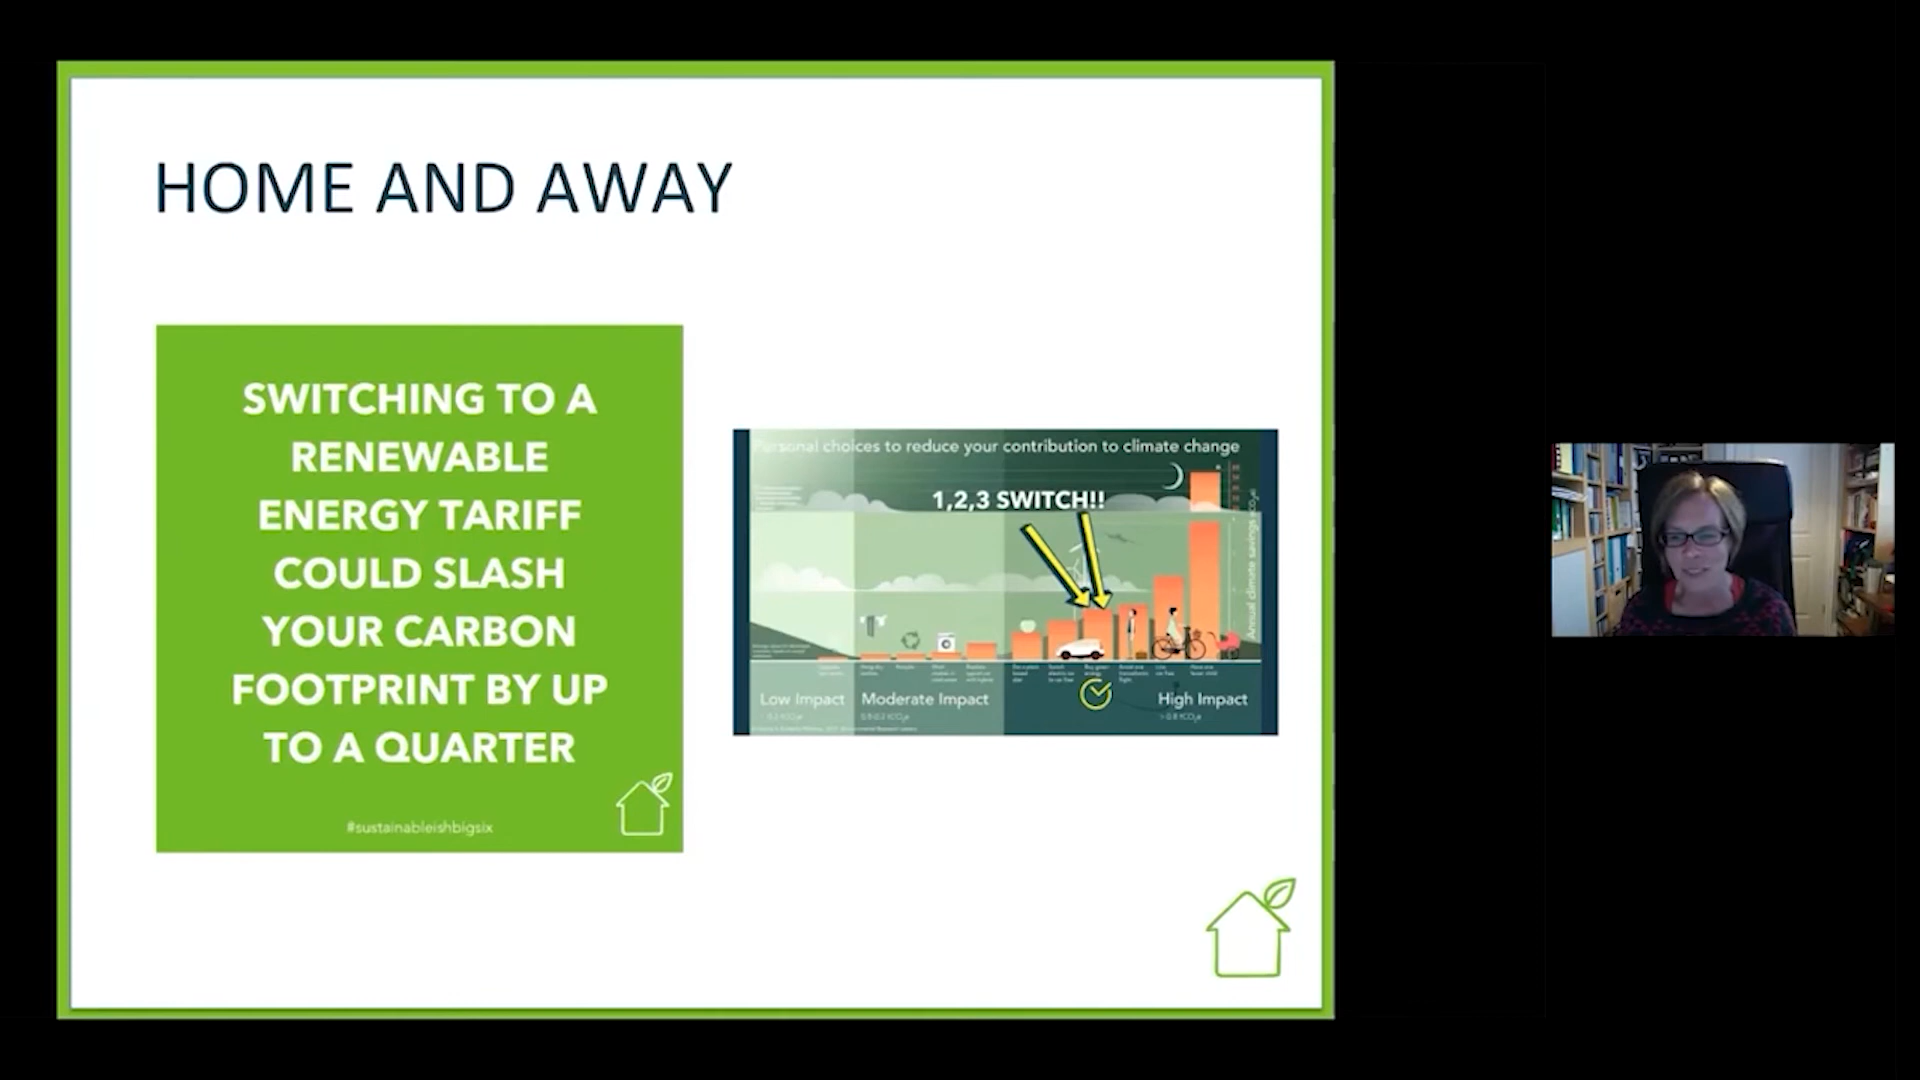 HOME AND AWAY
SWITCHING TO A
RENEWABLE
ENERGY TARIFF
COULD SLASH
YOUR CARBON
FOOTPRINT BY UP
TO A QUARTER
#sustainableishbigsix
Personal choices to reduce your contribution to climate change
1,2,3 SWITCH!!
Annual climate savings
Low Impact
Moderate Impact
High Impact